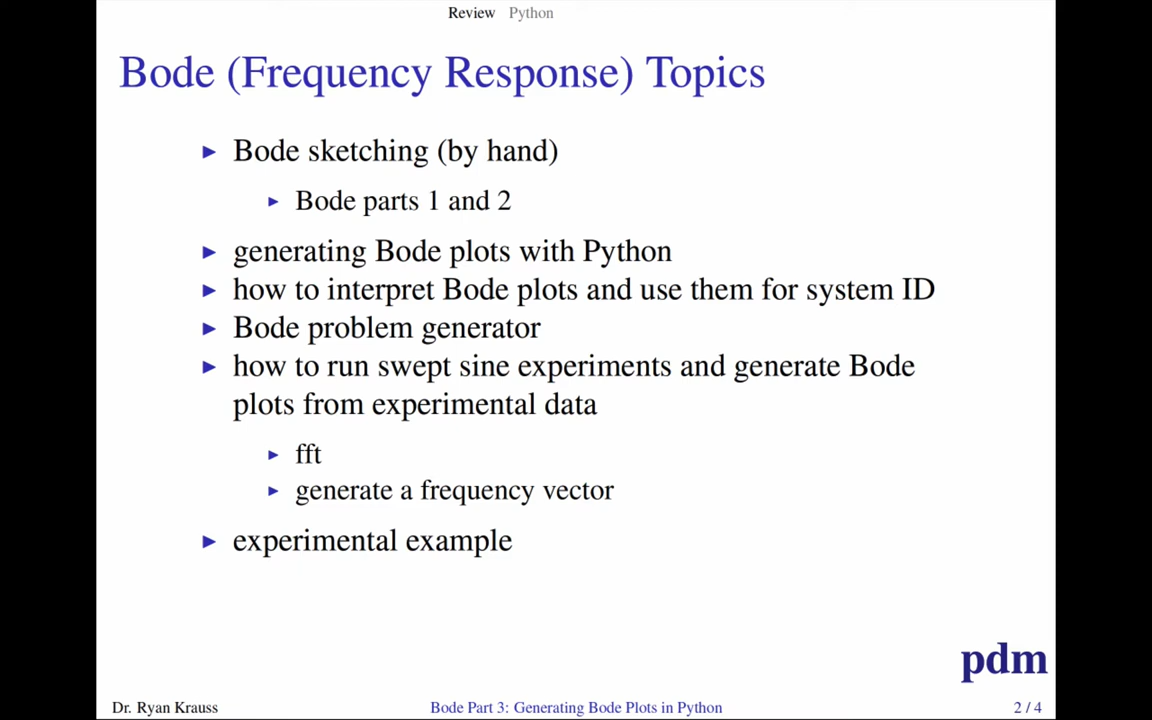 Review Python
Bode (Frequency Response) Topics
Bode sketching (by hand)
Bode parts 1 and 2
generating Bode plots with Python
how to interpret Bode plots and use them for system ID
Bode problem generator
how to run swept sine experiments and generate Bode
plots from experimental data
fft
generate a frequency vector
experimental example
pdm
Dr. Ryan Krauss Bode Part 3: Generating Bode Plots in Python 2 / 4